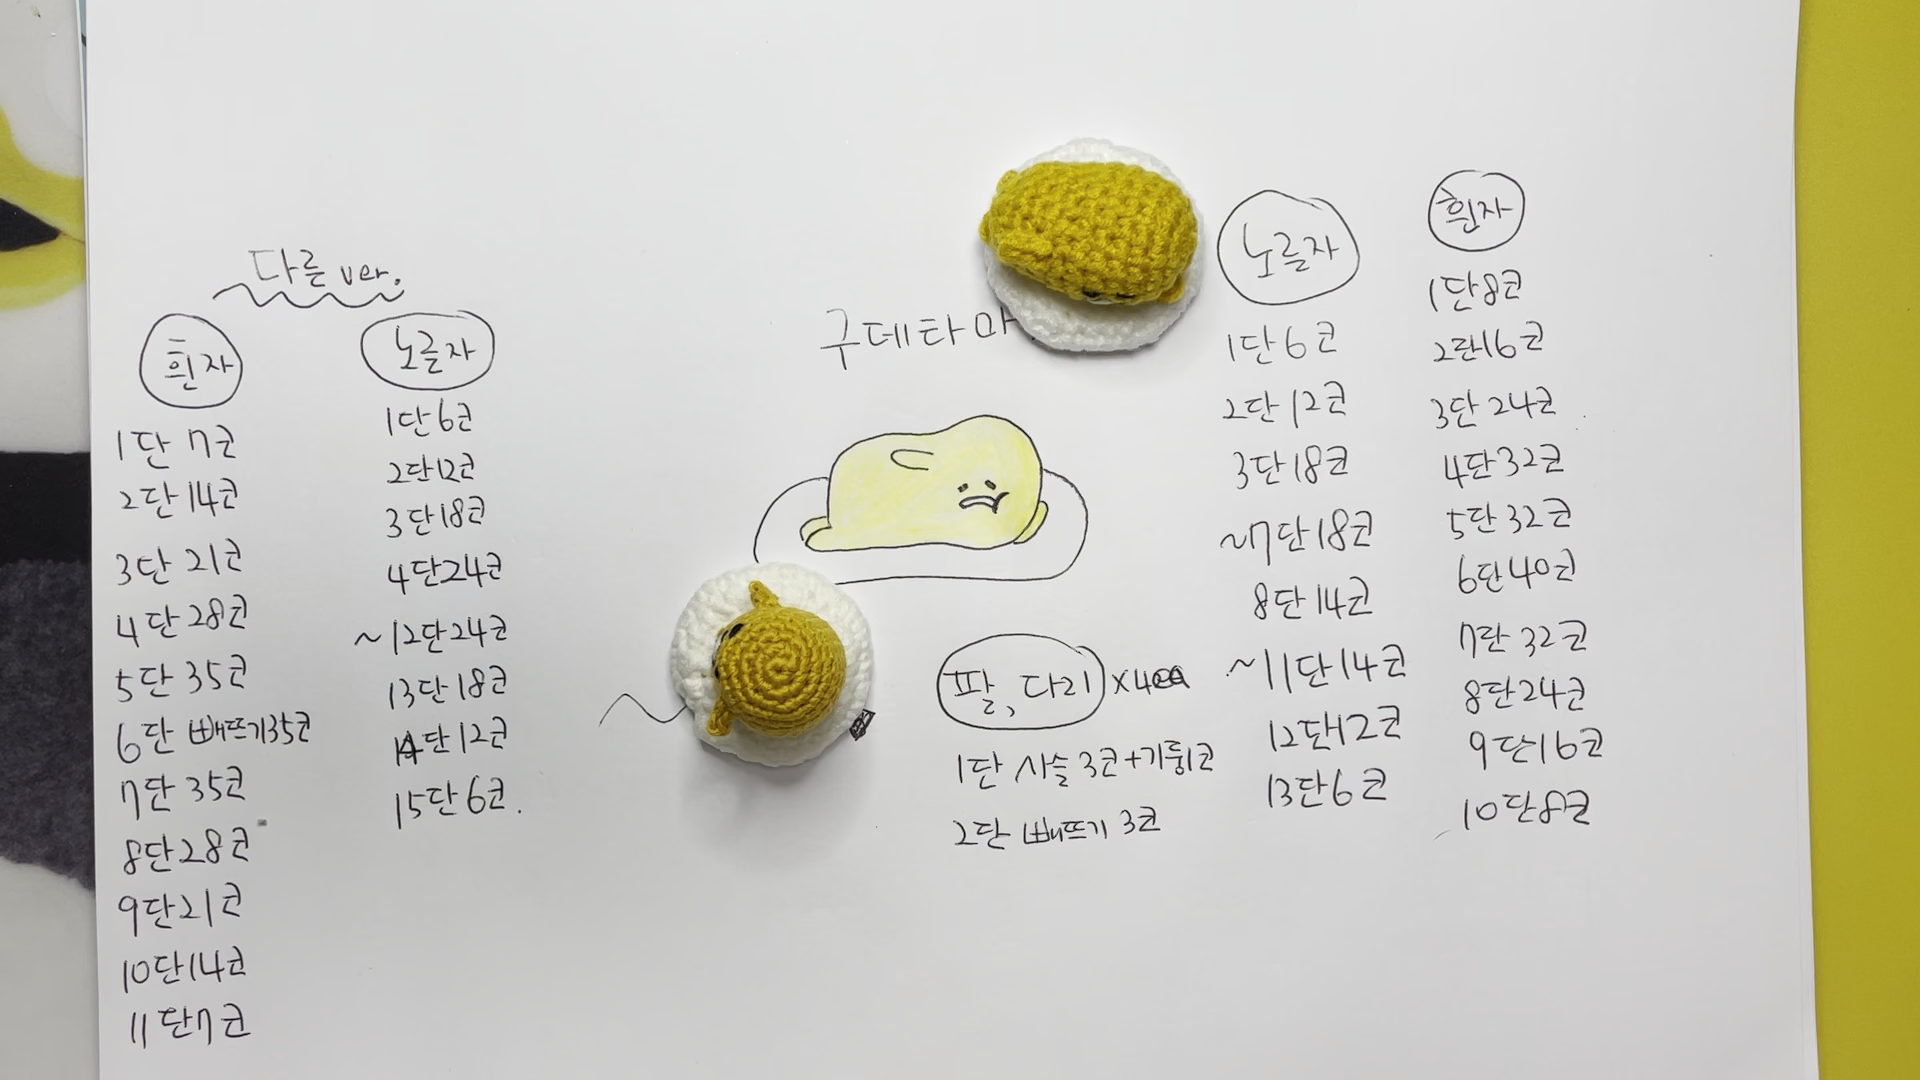 다른 ver.
흰자
1단 7코
2단 14코
3단 21코
4단 28코
5단 35코
6단 빼뜨기35코
7단 35코
8단 28코
9단 21코
10단 14코
11단 7코
노른자
1단 6코
2단 12코
3단 18코
4단 24코
~12단 24코
13단 18코
14단 12코
15단 6코.
구데타마
팔, 다리 x4ea
1단 사슬 3코+기둥1코
2단 빼뜨기 3코
노른자
1단 6코
2단 12코
3단 18코
~7단 18코
8단 14코
~11단 14코
12단 12코
13단 6코
흰자
1단 8코
2단 16코
3단 24코
4단 32코
5단 32코
6단 40코
7단 32코
8단 24코
9단 16코
10단 8코